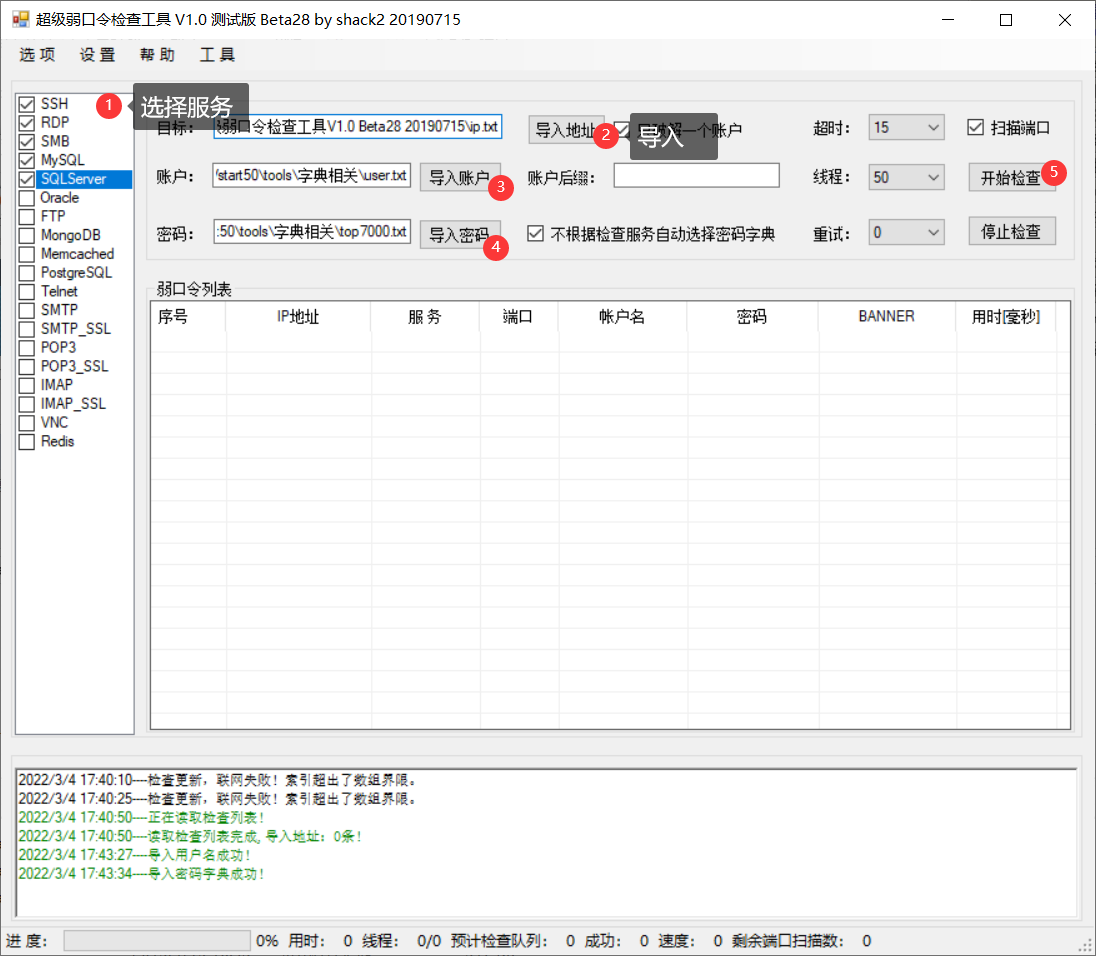 超级弱口令检查工具 V1.0 测试版 Beta28 by shack2 20190715
选 项 设 置 帮 助 工 具
SSH
RDP
SMB
MySQL
SQLServer
Oracle
FTP
MongoDB
Memcached
PostgreSQL
Telnet
SMTP
SMTP_SSL
POP3
POP3_SSL
IMAP
IMAP_SSL
VNC
Redis
1 选择服务
目标: 弱口令检查工具V1.0 Beta28 20190715\ip.txt 导入地址 2 导入 一个账户 超时: 15 扫描端口
账户: 'start50\tools\字典相关\user.txt 导入账户 3 账户后缀: 线程: 50 开始检查 5
密码: :50\tools\字典相关\top7000.txt 导入密码 4 不根据检查服务自动选择密码字典 重试: 0 停止检查
弱口令列表
序号 IP地址 服务 端口 帐户名 密码 BANNER 用时[毫秒]
2022/3/4 17:40:10----检查更新，联网失败！索引超出了数组界限。
2022/3/4 17:40:25----检查更新，联网失败！索引超出了数组界限。
2022/3/4 17:40:50----正在读取检查列表！
2022/3/4 17:40:50----读取检查列表完成, 导入地址：0条！
2022/3/4 17:43:27----导入用户名成功！
2022/3/4 17:43:34----导入密码字典成功！
进 度: 0% 用时: 0 线程: 0/0 预计检查队列: 0 成功: 0 速度: 0 剩余端口扫描数: 0